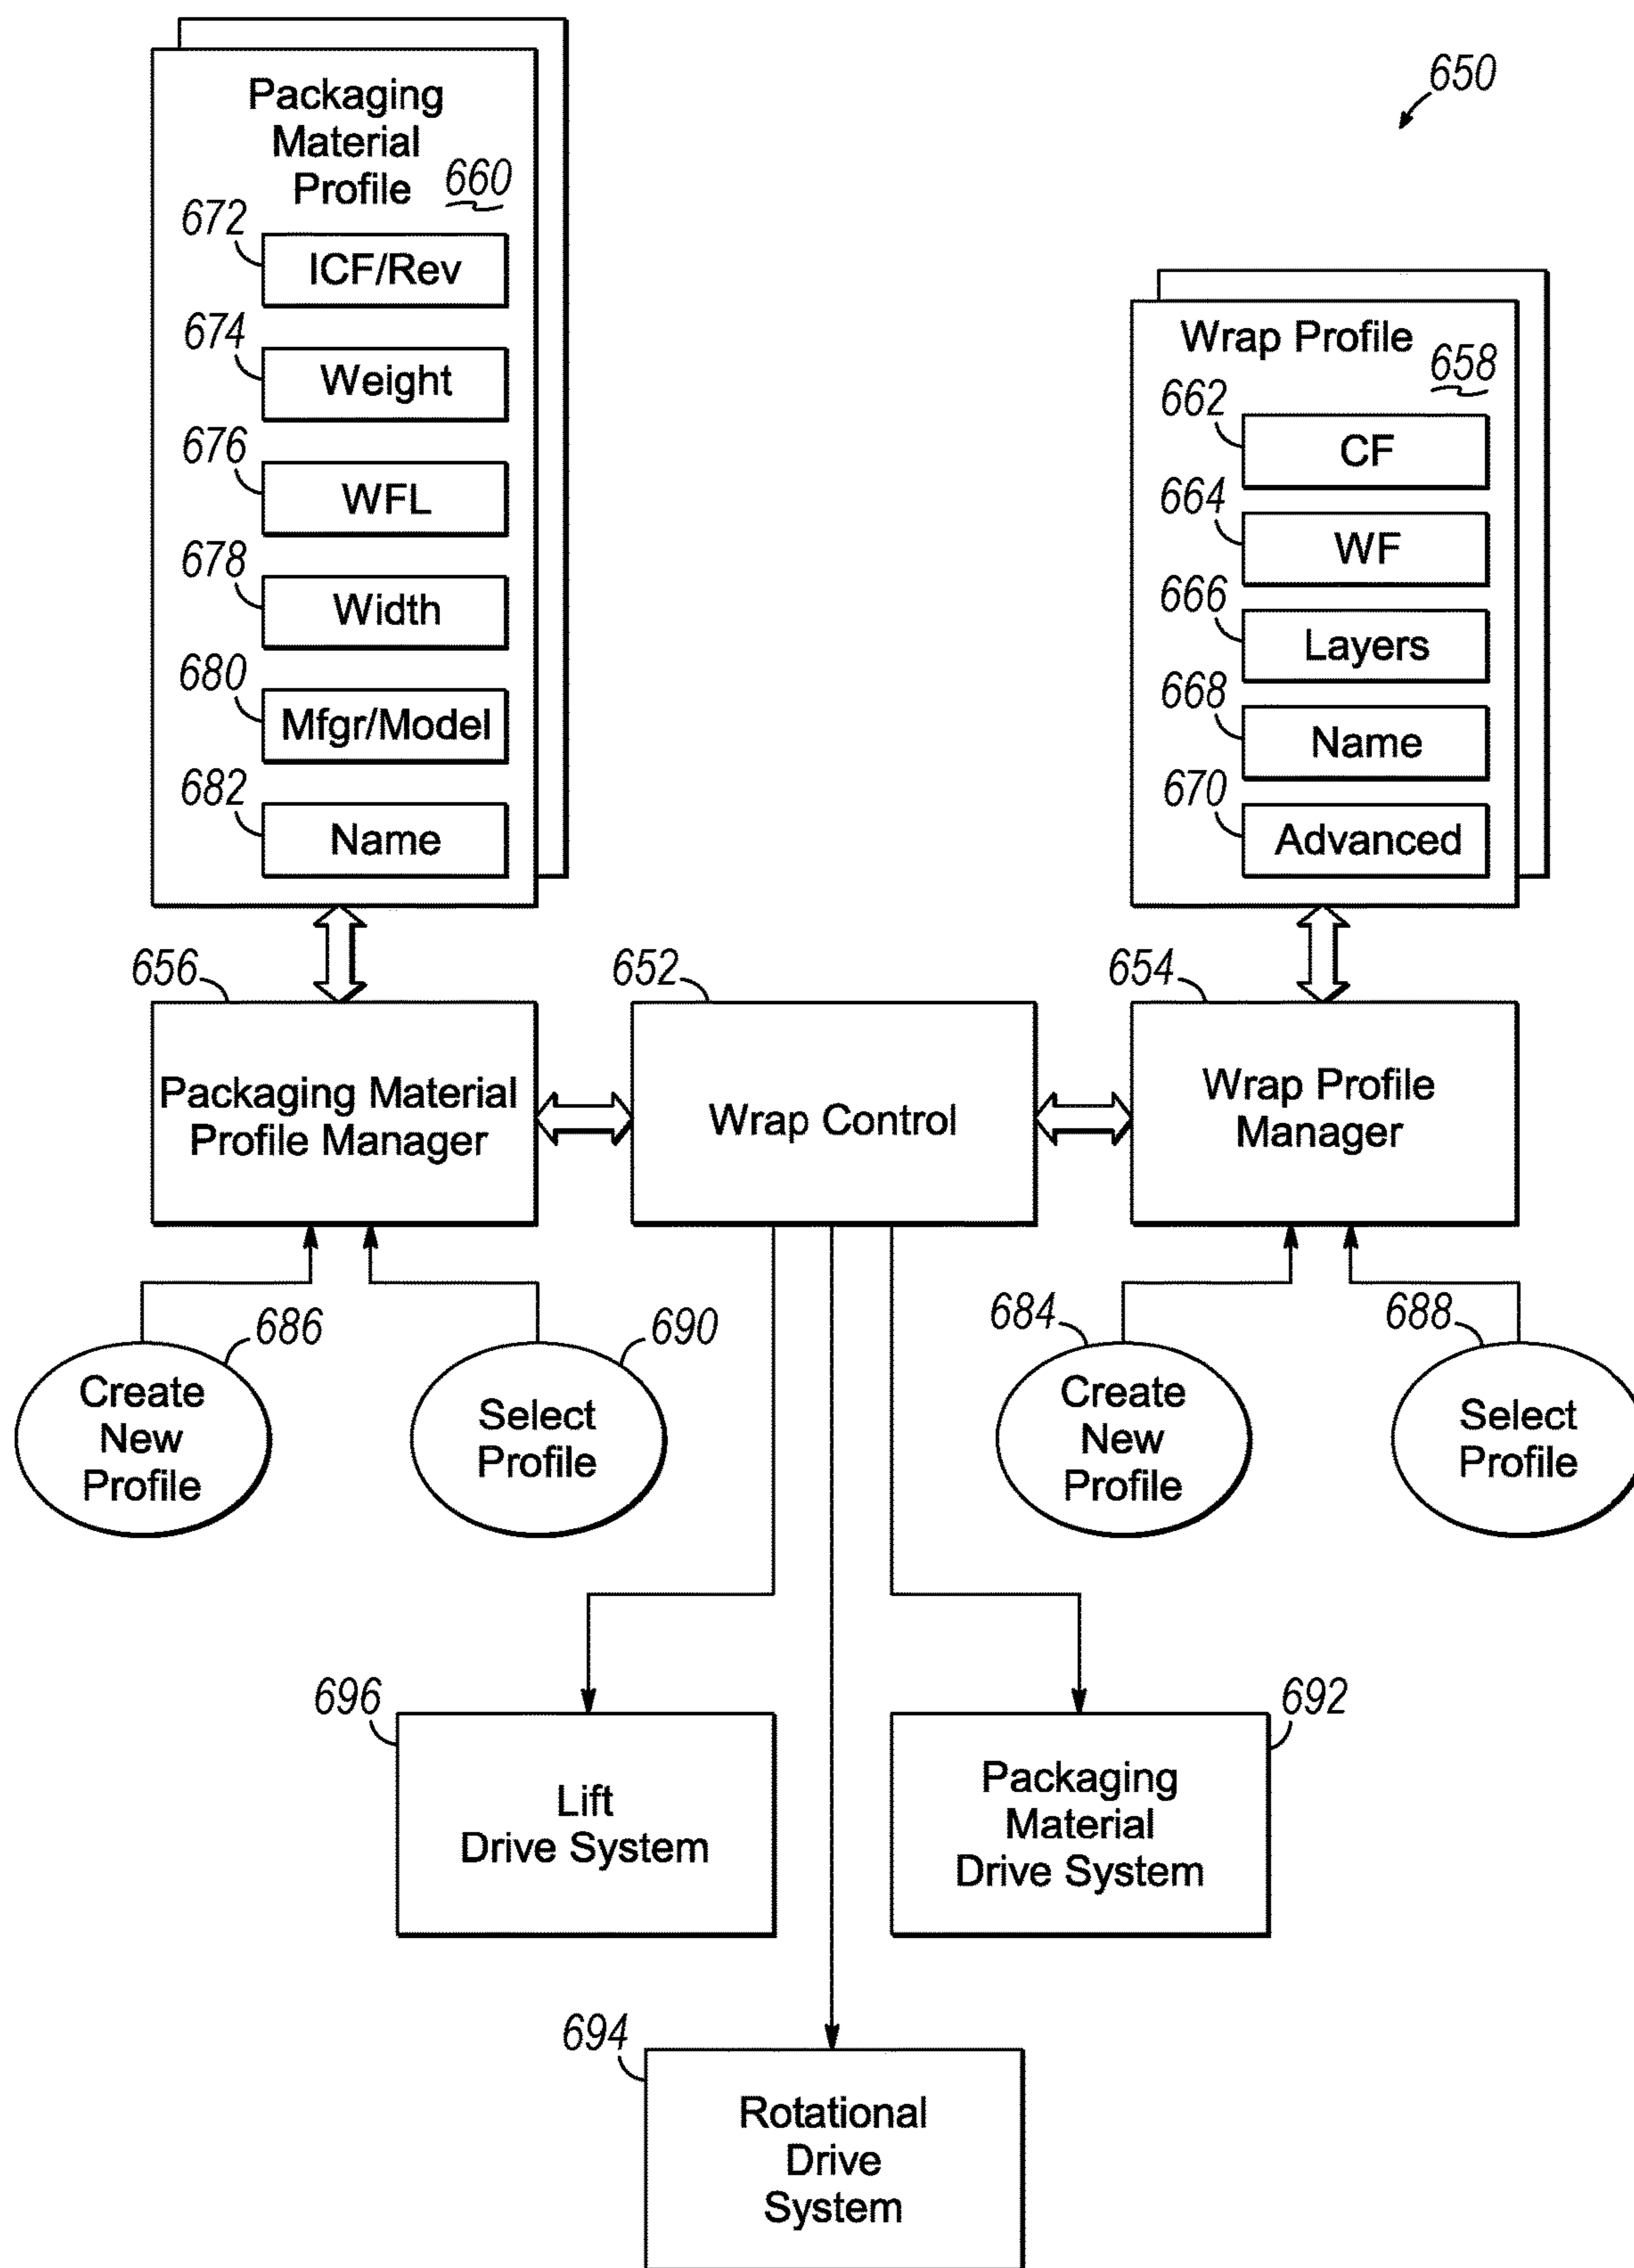 650
Packaging
Material
Profile
660
672
ICF/Rev
674
Weight
676
WFL
678
Width
680
Mfgr/Model
682
Name
Wrap Profile
658
662
CF
664
WF
666
Layers
668
Name
670
Advanced
656
Packaging Material
Profile Manager
652
Wrap Control
654
Wrap Profile
Manager
686
Create
New
Profile
690
Select
Profile
684
Create
New
Profile
688
Select
Profile
696
Lift
Drive System
692
Packaging
Material
Drive System
694
Rotational
Drive
System